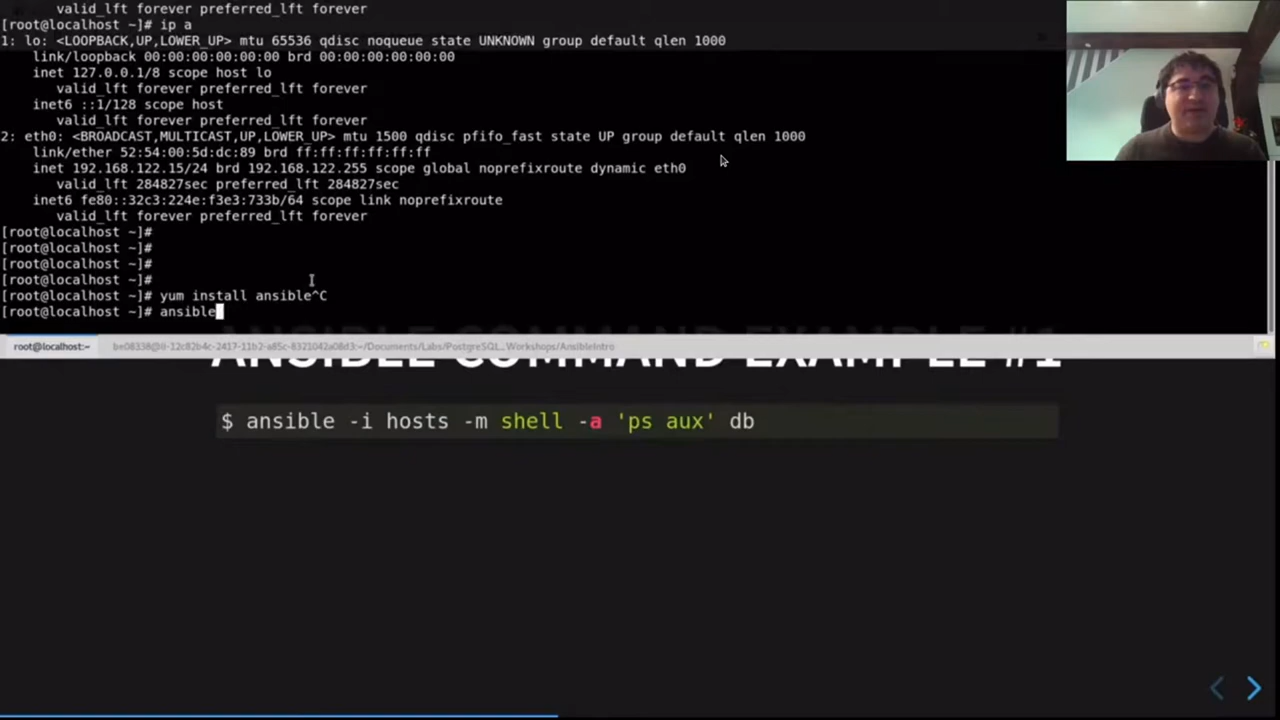 valid_lft forever preferred_lft forever
[root@localhost ~]# ip a
1: lo: <LOOPBACK,UP,LOWER_UP> mtu 65536 qdisc noqueue state UNKNOWN group default qlen 1000
link/loopback 00:00:00:00:00:00 brd 00:00:00:00:00:00
inet 127.0.0.1/8 scope host lo
valid_lft forever preferred_lft forever
inet6 ::1/128 scope host
valid_lft forever preferred_lft forever
2: eth0: <BROADCAST,MULTICAST,UP,LOWER_UP> mtu 1500 qdisc pfifo_fast state UP group default qlen 1000
link/ether 52:54:00:5d:dc:89 brd ff:ff:ff:ff:ff:ff
inet 192.168.122.15/24 brd 192.168.122.255 scope global noprefixroute dynamic eth0
valid_lft 284827sec preferred_lft 284827sec
inet6 fe80::32c3:224e:f3e3:733b/64 scope link noprefixroute
valid_lft forever preferred_lft forever
[root@localhost ~]#
[root@localhost ~]#
[root@localhost ~]#
[root@localhost ~]#
[root@localhost ~]# yum install ansible^C
[root@localhost ~]# ansible
root@localhost:~ be08338@0-12c82b4c-2417-11b2-a85c-8321042a08d3:~/Documents/Labs/PostgreSQL_Workshops/AnsibleIntro
ANSIBLE COMMAND EXAMPLE #1
$ ansible -i hosts -m shell -a 'ps aux' db